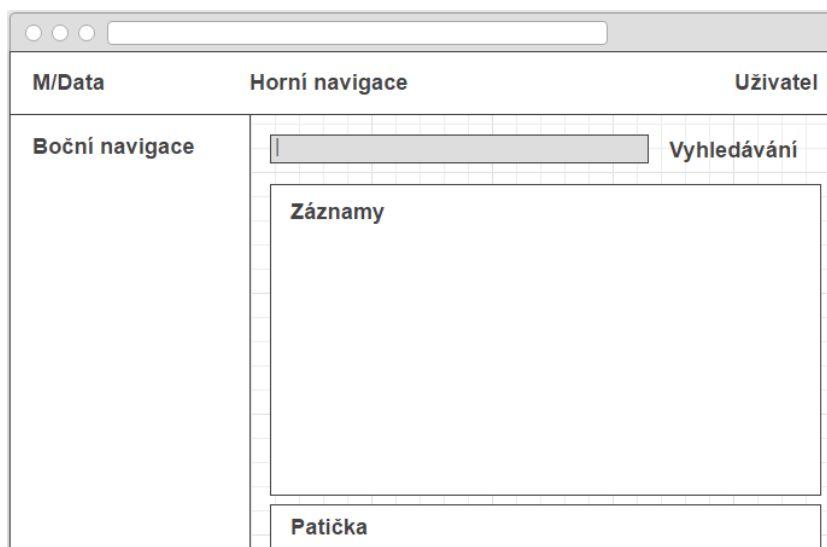 M/Data
Horní navigace
Uživatel
Boční navigace
Vyhledávání
Záznamy
Patička